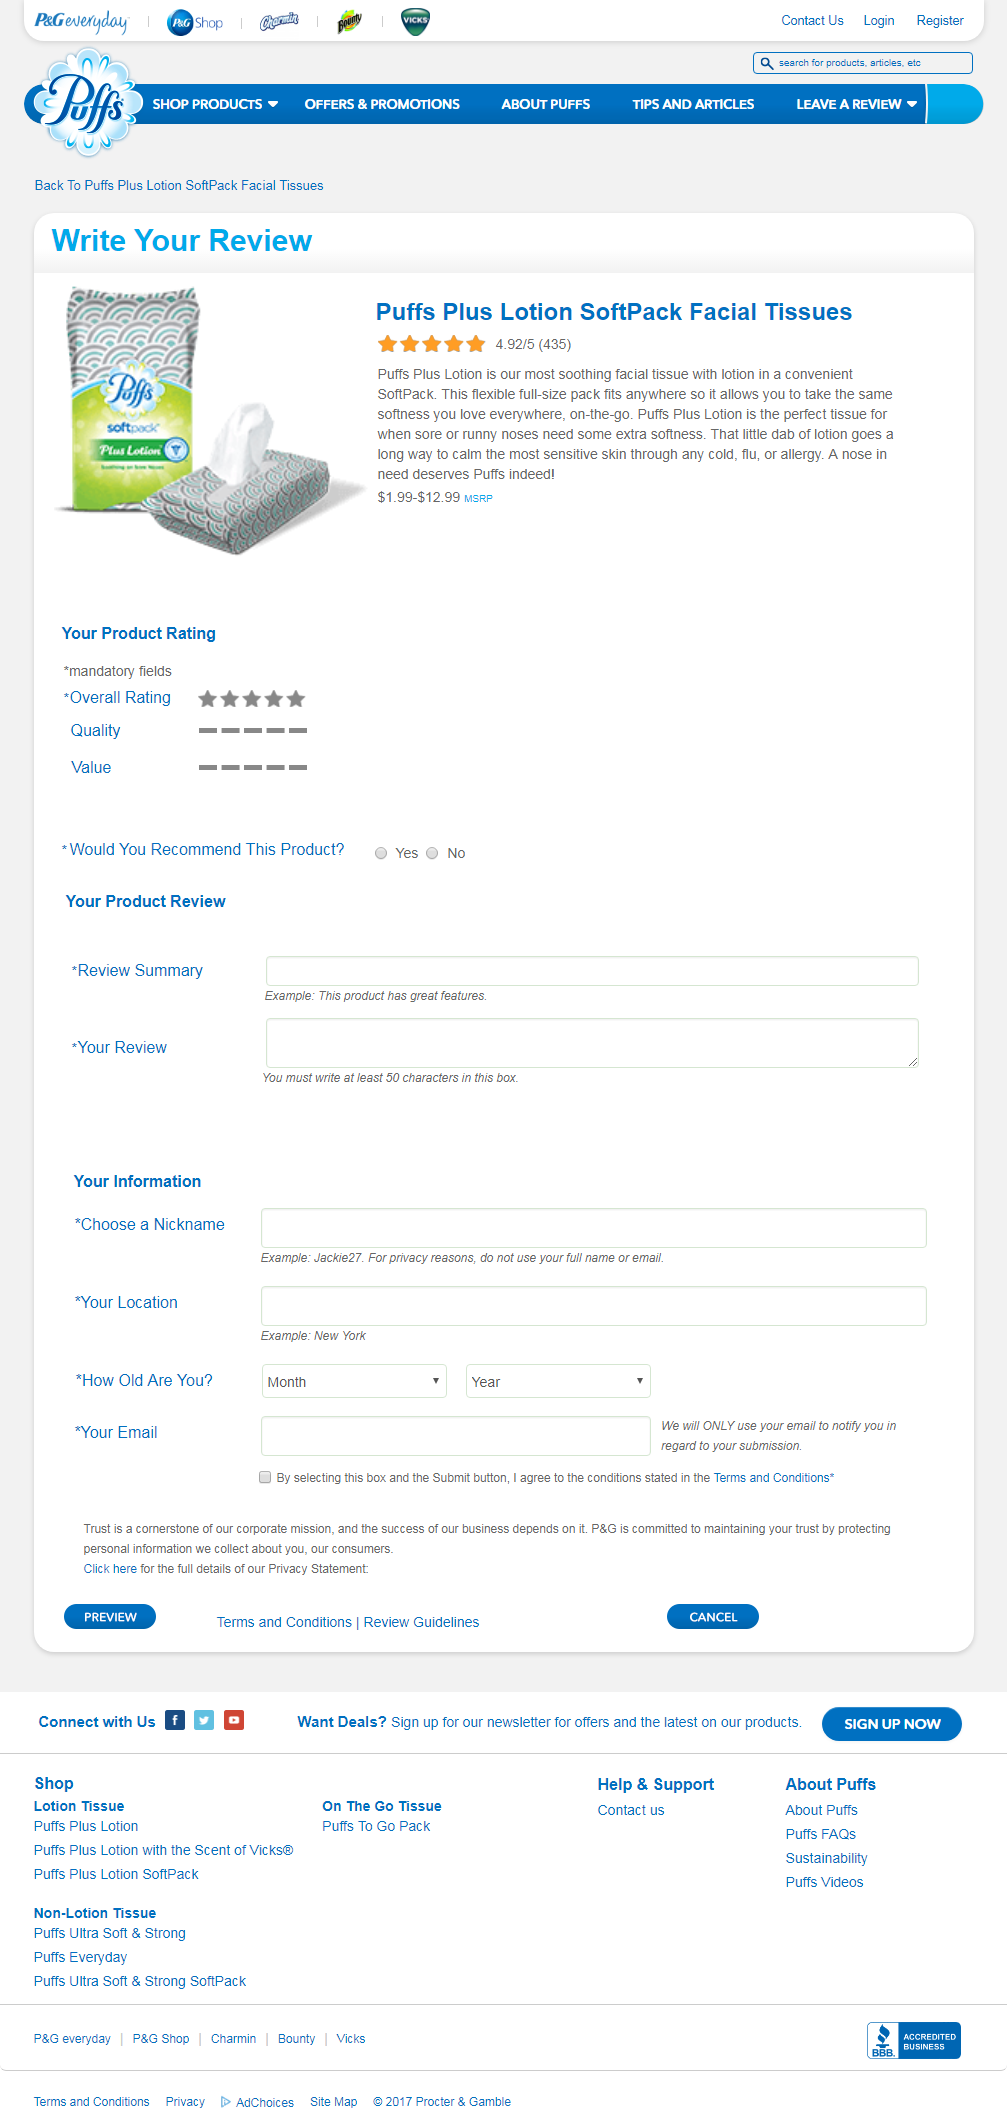 P&G everyday
P&G Shop
Charmin
Bounty
VICKS
Contact Us Login Register
search for products, articles, etc
Puffs
SHOP PRODUCTS OFFERS & PROMOTIONS ABOUT PUFFS TIPS AND ARTICLES LEAVE A REVIEW
Back To Puffs Plus Lotion SoftPack Facial Tissues
Write Your Review
Puffs
softpack
Plus Lotion
Puffs Plus Lotion SoftPack Facial Tissues
4.92/5 (435)
Puffs Plus Lotion is our most soothing facial tissue with lotion in a convenient
SoftPack. This flexible full-size pack fits anywhere so it allows you to take the same
softness you love everywhere, on-the-go. Puffs Plus Lotion is the perfect tissue for
when sore or runny noses need some extra softness. That little dab of lotion goes a
long way to calm the most sensitive skin through any cold, flu, or allergy. A nose in
need deserves Puffs indeed!
$1.99-$12.99 MSRP
Your Product Rating
*mandatory fields
*Overall Rating
Quality
Value
* Would You Recommend This Product? Yes No
Your Product Review
*Review Summary
Example: This product has great features.
*Your Review
You must write at least 50 characters in this box.
Your Information
*Choose a Nickname
Example: Jackie27. For privacy reasons, do not use your full name or email.
*Your Location
Example: New York
*How Old Are You? Month Year
*Your Email
We will ONLY use your email to notify you in
regard to your submission.
By selecting this box and the Submit button, I agree to the conditions stated in the Terms and Conditions*
Trust is a cornerstone of our corporate mission, and the success of our business depends on it. P&G is committed to maintaining your trust by protecting
personal information we collect about you, our consumers.
Click here for the full details of our Privacy Statement:
PREVIEW Terms and Conditions | Review Guidelines CANCEL
Connect with Us Want Deals? Sign up for our newsletter for offers and the latest on our products. SIGN UP NOW
Shop
Lotion Tissue
Puffs Plus Lotion
Puffs Plus Lotion with the Scent of Vicks®
Puffs Plus Lotion SoftPack
Non-Lotion Tissue
Puffs Ultra Soft & Strong
Puffs Everyday
Puffs Ultra Soft & Strong SoftPack
On The Go Tissue
Puffs To Go Pack
Help & Support
Contact us
About Puffs
About Puffs
Puffs FAQs
Sustainability
Puffs Videos
P&G everyday | P&G Shop | Charmin | Bounty | Vicks
BBB.
ACCREDITED
BUSINESS
Terms and Conditions Privacy AdChoices Site Map © 2017 Procter & Gamble